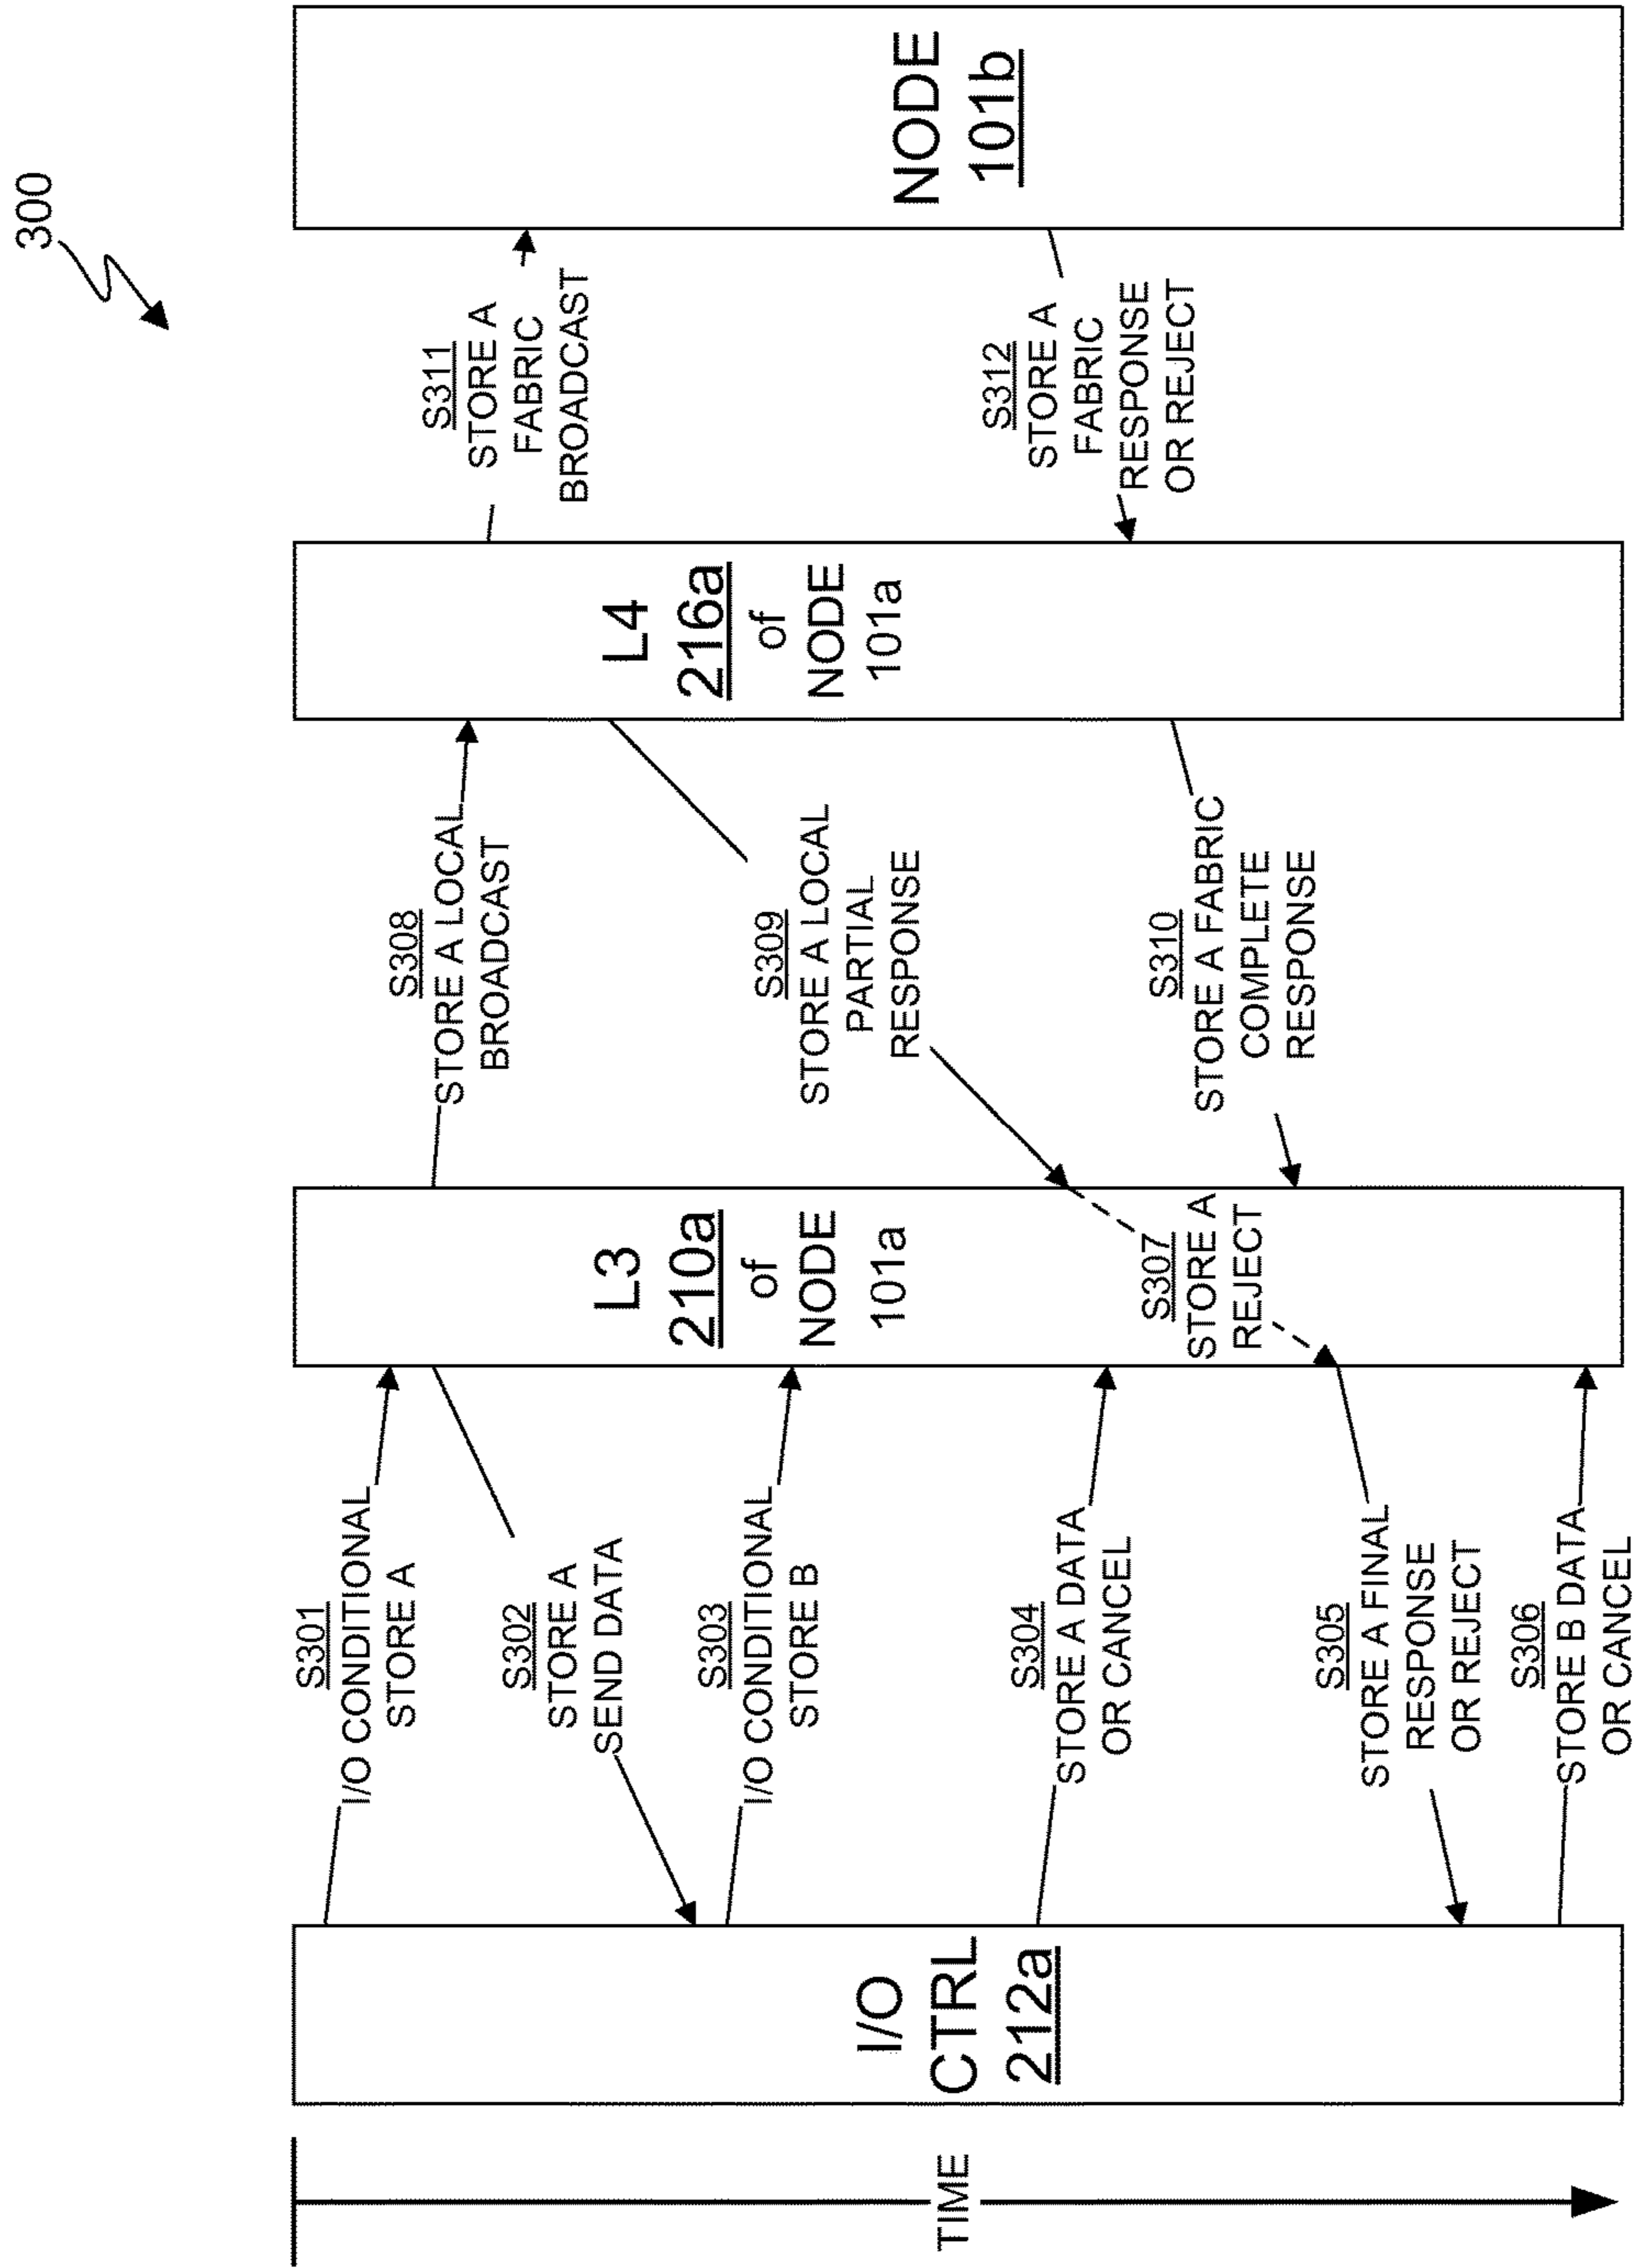 300
TIME
I/O
CTRL
212a
S301
I/O CONDITIONAL
STORE A
S302
STORE A
SEND DATA
S303
I/O CONDITIONAL
STORE B
S304
STORE A DATA
OR CANCEL
S305
STORE A FINAL
RESPONSE
OR REJECT
S306
STORE B DATA
OR CANCEL
L3
210a
of
NODE
101a
S307
STORE A
REJECT
S308
STORE A LOCAL
BROADCAST
S309
STORE A LOCAL
PARTIAL
RESPONSE
S310
STORE A FABRIC
COMPLETE
RESPONSE
L4
216a
of
NODE
101a
S311
STORE A
FABRIC
BROADCAST
S312
STORE A
FABRIC
RESPONSE
OR REJECT
NODE
101b